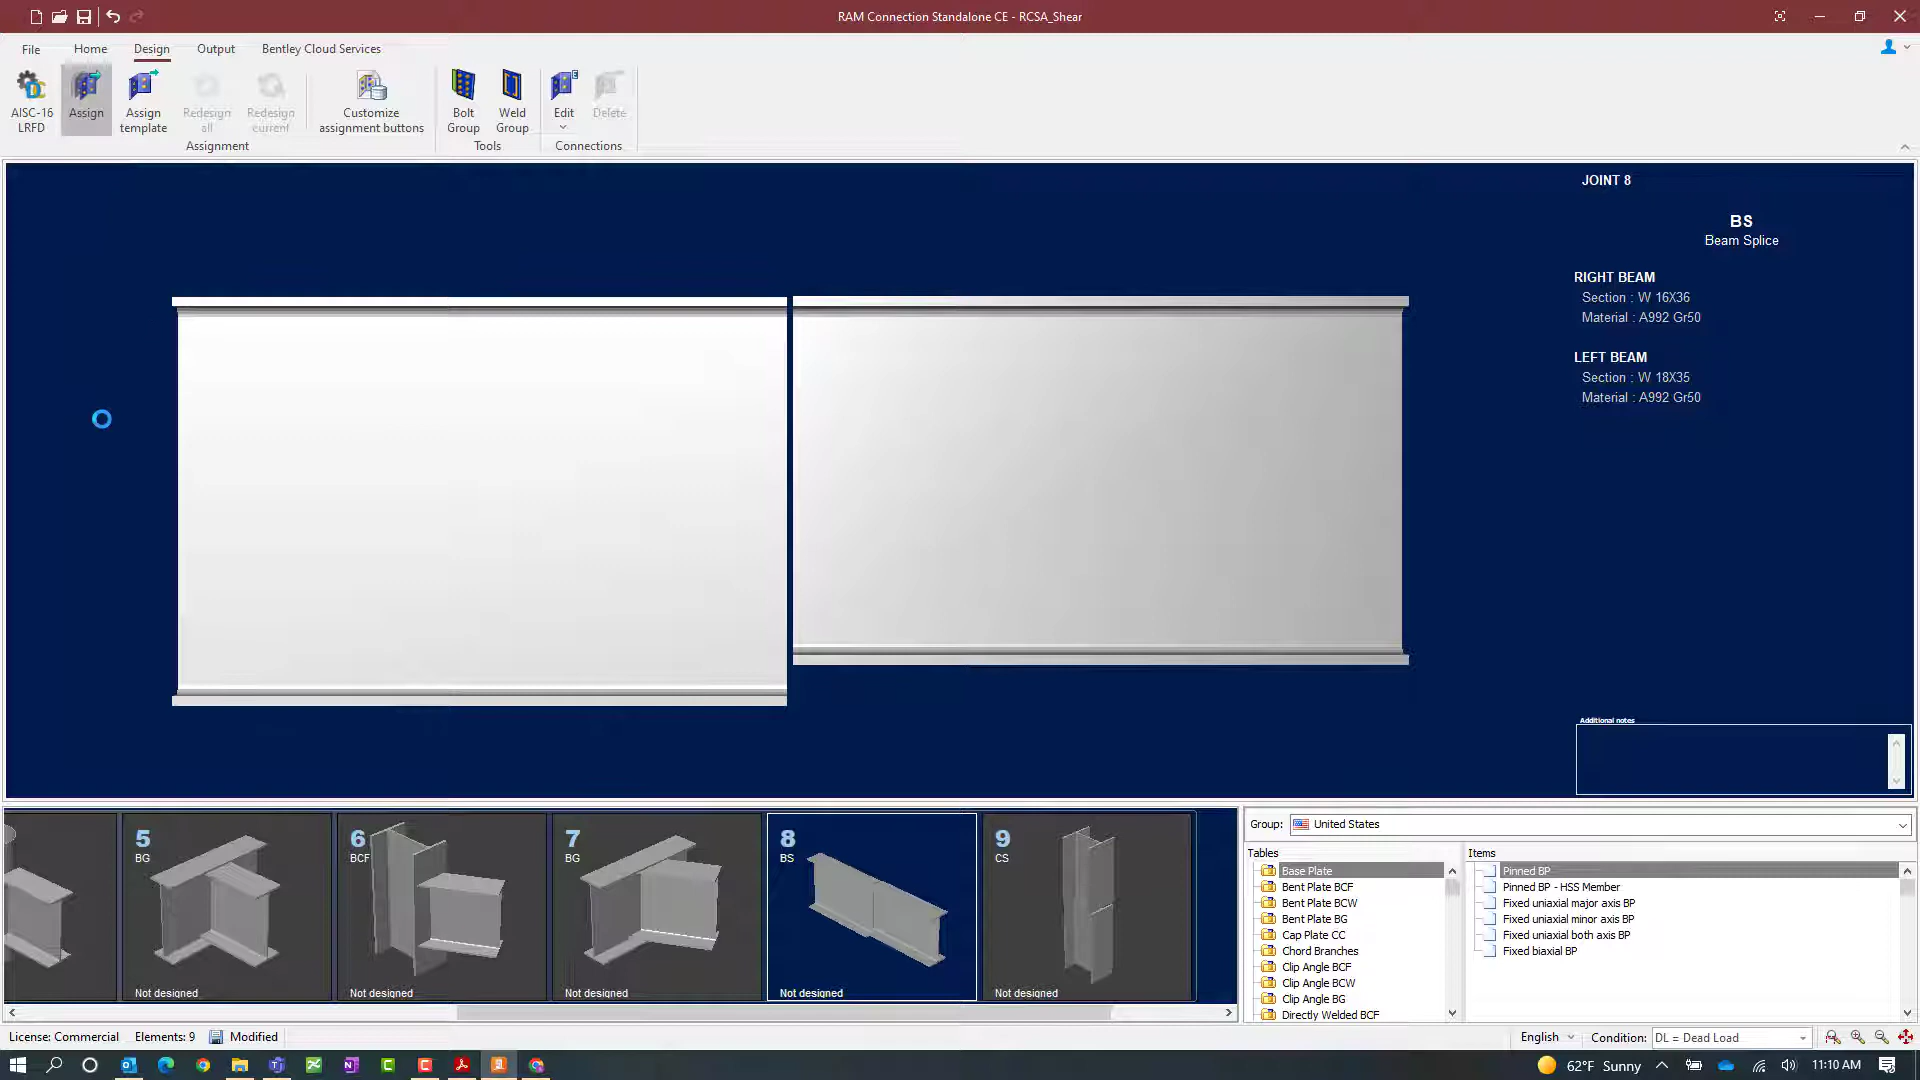 RAM Connection Standalone CE - RCSA_Shear
File
Home
Design
Output
Bentley Cloud Services
AISC-16
LRFD
Assign
Assign
template
Redesign
all
Redesign
current
Customize
assignment buttons
Bolt
Group
Weld
Group
Edit
Delete
Assignment
Tools
Connections
JOINT 8
BS
Beam Splice
RIGHT BEAM
Section : W 16X36
Material : A992 Gr50
LEFT BEAM
Section : W 18X35
Material : A992 Gr50
Additional notes
5
BG
Not designed
6
BCF
Not designed
7
BG
Not designed
8
BS
Not designed
9
CS
Not designed
Group: United States
Tables
Base Plate
Bent Plate BCF
Bent Plate BCW
Bent Plate BG
Cap Plate CC
Chord Branches
Clip Angle BCF
Clip Angle BCW
Clip Angle BG
Directly Welded BCF
Items
Pinned BP
Pinned BP - HSS Member
Fixed uniaxial major axis BP
Fixed uniaxial minor axis BP
Fixed uniaxial both axis BP
Fixed biaxial BP
License: Commercial Elements: 9 Modified
English Condition: DL = Dead Load
62°F Sunny 11:10 AM